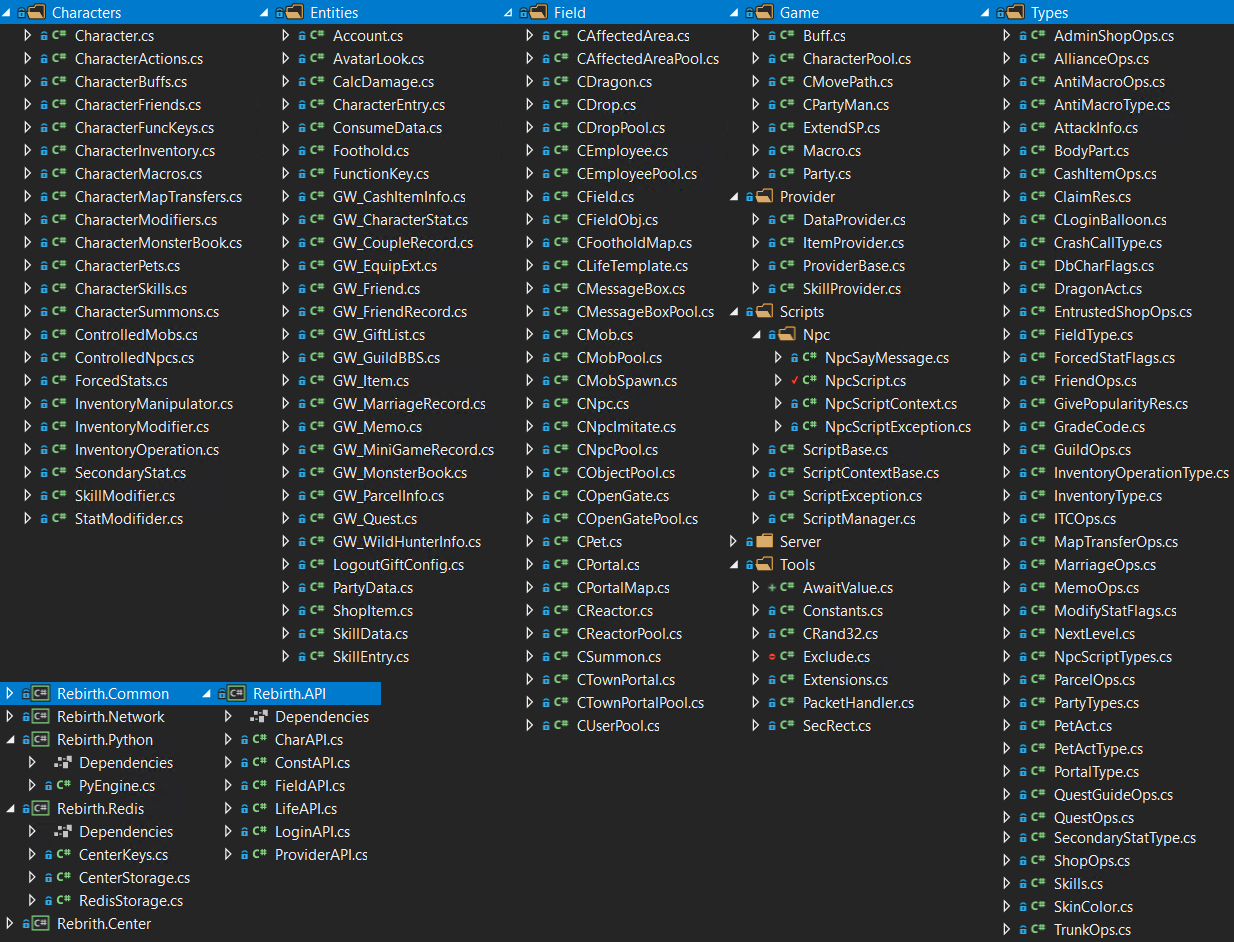 Characters
Character.cs
CharacterActions.cs
CharacterBuffs.cs
CharacterFriends.cs
CharacterFuncKeys.cs
CharacterInventory.cs
CharacterMacros.cs
CharacterMapTransfers.cs
CharacterModifiers.cs
CharacterMonsterBook.cs
CharacterPets.cs
CharacterSkills.cs
CharacterSummons.cs
ControlledMobs.cs
ControlledNpcs.cs
ForcedStats.cs
InventoryManipulator.cs
InventoryModifier.cs
InventoryOperation.cs
SecondaryStat.cs
SkillModifier.cs
StatModifider.cs
Entities
Account.cs
AvatarLook.cs
CalcDamage.cs
CharacterEntry.cs
ConsumeData.cs
Foothold.cs
FunctionKey.cs
GW_CashItemInfo.cs
GW_CharacterStat.cs
GW_CoupleRecord.cs
GW_EquipExt.cs
GW_Friend.cs
GW_FriendRecord.cs
GW_GiftList.cs
GW_GuildBBS.cs
GW_Item.cs
GW_MarriageRecord.cs
GW_Memo.cs
GW_MiniGameRecord.cs
GW_MonsterBook.cs
GW_ParcelInfo.cs
GW_Quest.cs
GW_WildHunterInfo.cs
LogoutGiftConfig.cs
PartyData.cs
ShopItem.cs
SkillData.cs
SkillEntry.cs
Field
CAffectedArea.cs
CAffectedAreaPool.cs
CDragon.cs
CDrop.cs
CDropPool.cs
CEmployee.cs
CEmployeePool.cs
CField.cs
CFieldObj.cs
CFootholdMap.cs
CLifeTemplate.cs
CMessageBox.cs
CMessageBoxPool.cs
CMob.cs
CMobPool.cs
CMobSpawn.cs
CNpc.cs
CNpcImitate.cs
CNpcPool.cs
CObjectPool.cs
COpenGate.cs
COpenGatePool.cs
CPet.cs
CPortal.cs
CPortalMap.cs
CReactor.cs
CReactorPool.cs
CSummon.cs
CTownPortal.cs
CTownPortalPool.cs
CUserPool.cs
Game
Buff.cs
CharacterPool.cs
CMovePath.cs
CPartyMan.cs
ExtendSP.cs
Macro.cs
Party.cs
Provider
DataProvider.cs
ItemProvider.cs
ProviderBase.cs
SkillProvider.cs
Scripts
Npc
NpcSayMessage.cs
NpcScript.cs
NpcScriptContext.cs
NpcScriptException.cs
ScriptBase.cs
ScriptContextBase.cs
ScriptException.cs
ScriptManager.cs
Server
Tools
AwaitValue.cs
Constants.cs
CRand32.cs
Exclude.cs
Extensions.cs
PacketHandler.cs
SecRect.cs
Types
AdminShopOps.cs
AllianceOps.cs
AntiMacroOps.cs
AntiMacroType.cs
AttackInfo.cs
BodyPart.cs
CashItemOps.cs
ClaimRes.cs
CLoginBalloon.cs
CrashCallType.cs
DbCharFlags.cs
DragonAct.cs
EntrustedShopOps.cs
FieldType.cs
ForcedStatFlags.cs
FriendOps.cs
GivePopularityRes.cs
GradeCode.cs
GuildOps.cs
InventoryOperationType.cs
InventoryType.cs
ITCOps.cs
MapTransferOps.cs
MarriageOps.cs
MemoOps.cs
ModifyStatFlags.cs
NextLevel.cs
NpcScriptTypes.cs
ParcelOps.cs
PartyTypes.cs
PetAct.cs
PetActType.cs
PortalType.cs
QuestGuideOps.cs
QuestOps.cs
SecondaryStatType.cs
ShopOps.cs
Skills.cs
SkinColor.cs
TrunkOps.cs
C# Rebirth.Common
C# Rebirth.Network
C# Rebirth.Python
Dependencies
PyEngine.cs
C# Rebirth.Redis
Dependencies
CenterKeys.cs
CenterStorage.cs
RedisStorage.cs
C# Rebrith.Center
C# Rebirth.API
Dependencies
CharAPI.cs
ConstAPI.cs
FieldAPI.cs
LifeAPI.cs
LoginAPI.cs
ProviderAPI.cs